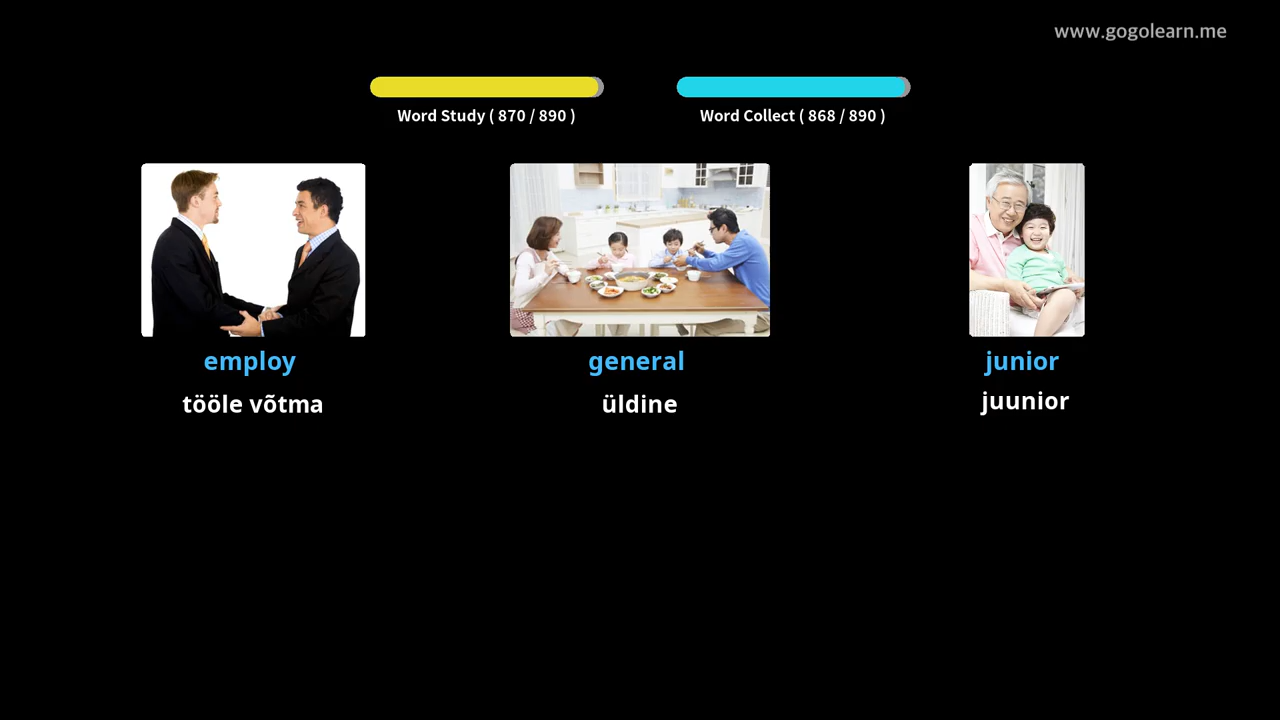 www.gogolearn.me
Word Study ( 870 / 890 )
Word Collect ( 868 / 890 )
employ
general
junior
tööle võtma
üldine
juunior